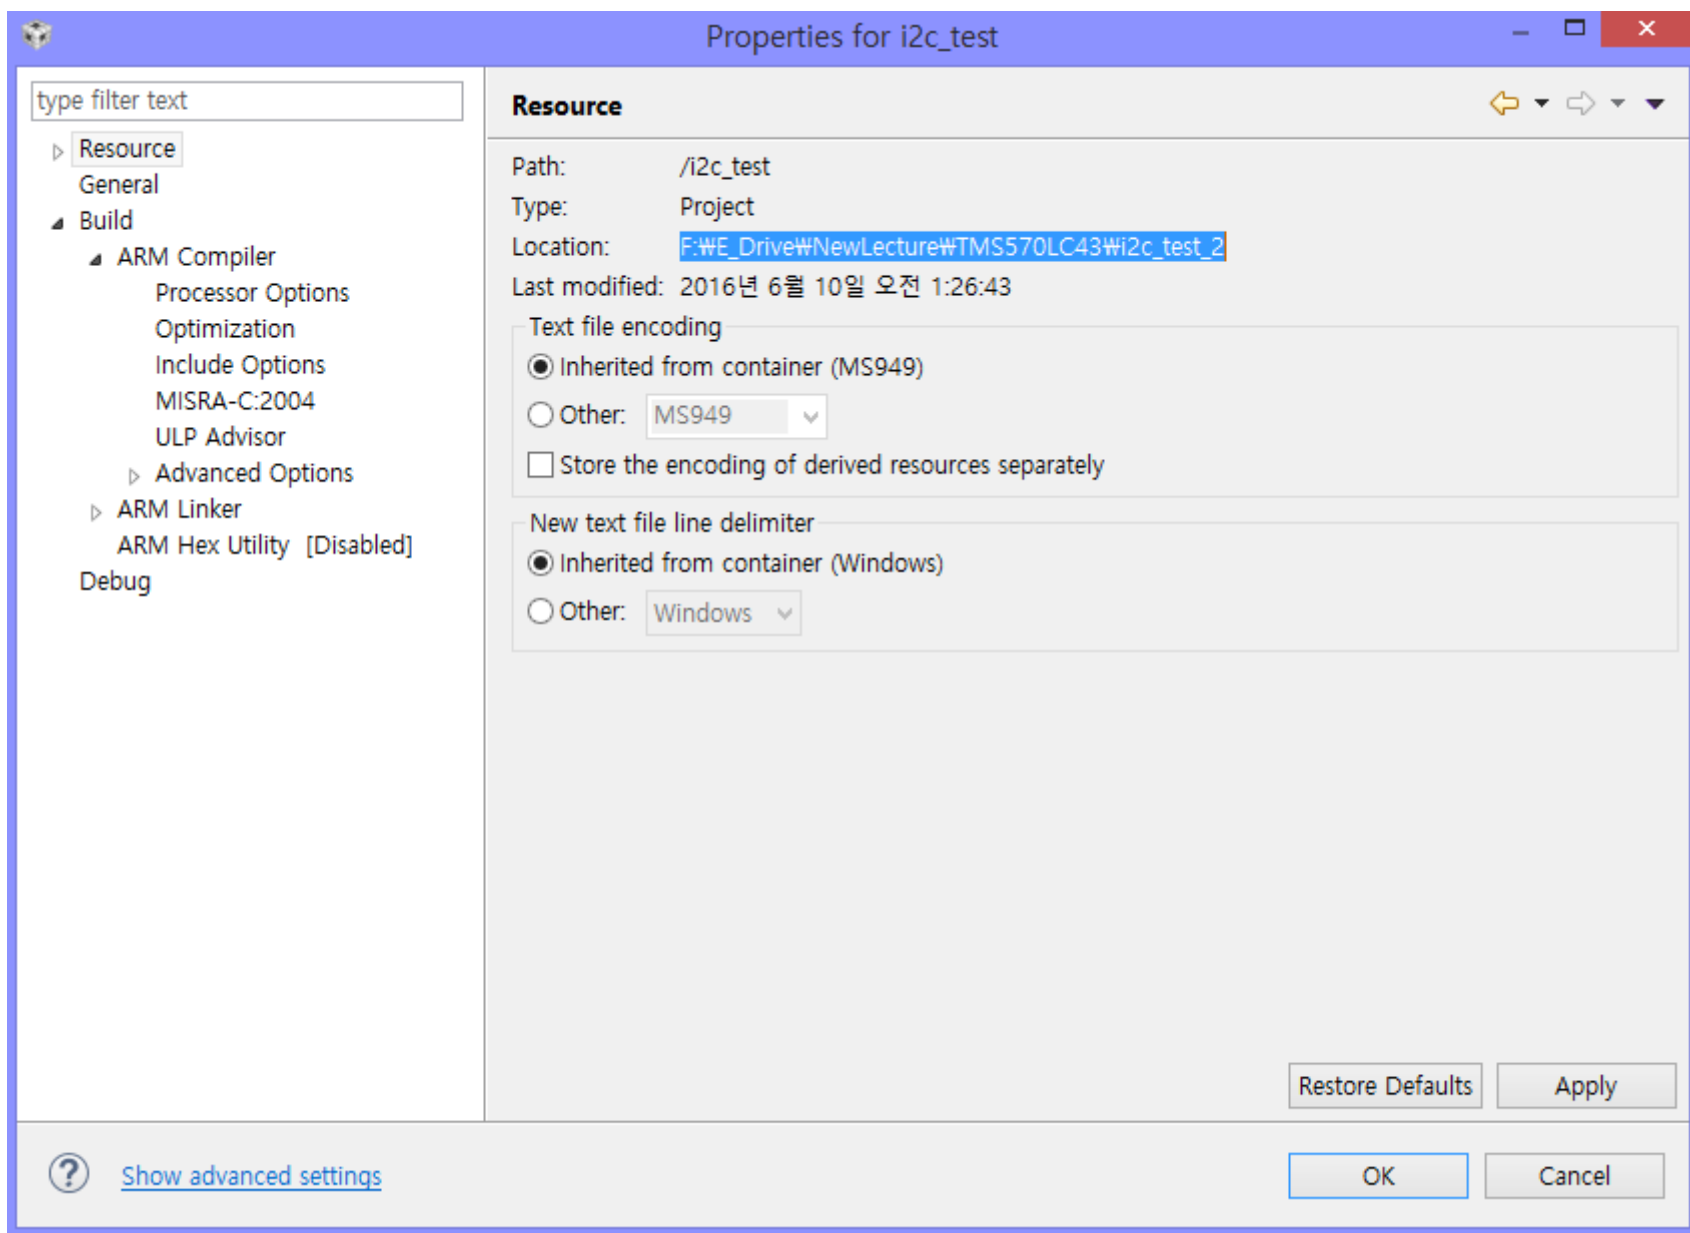 Properties for i2c_test
type filter text
Resource
General
Build
ARM Compiler
Processor Options
Optimization
Include Options
MISRA-C:2004
ULP Advisor
Advanced Options
ARM Linker
ARM Hex Utility [Disabled]
Debug
Resource
Path: /i2c_test
Type: Project
Location: F:₩E_Drive₩NewLecture₩TMS570LC43₩i2c_test_2
Last modified: 2016년 6월 10일 오전 1:26:43
Text file encoding
Inherited from container (MS949)
Other: MS949
Store the encoding of derived resources separately
New text file line delimiter
Inherited from container (Windows)
Other: Windows
Restore Defaults Apply
? Show advanced settings
OK Cancel